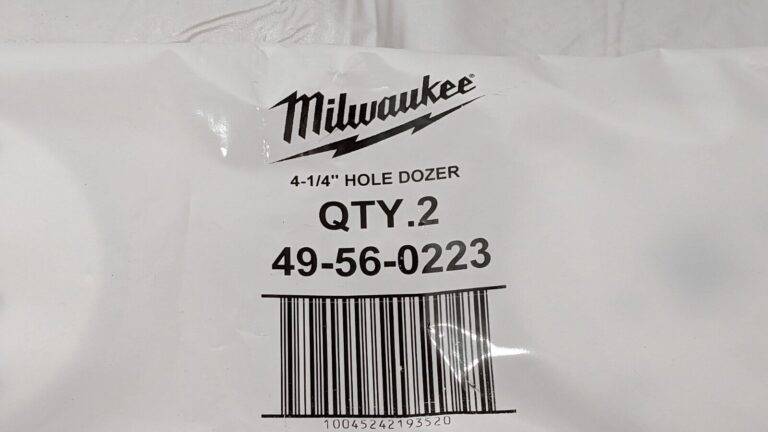 Milwaukee®
4-1/4" HOLE DOZER
QTY.2
49-56-0223
10045242193520